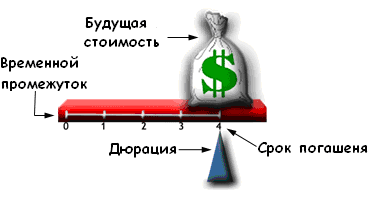 Будущая
стоимость
$
Временной
промежуток
0 1 2 3 4
Дюрация
Срок погашеня